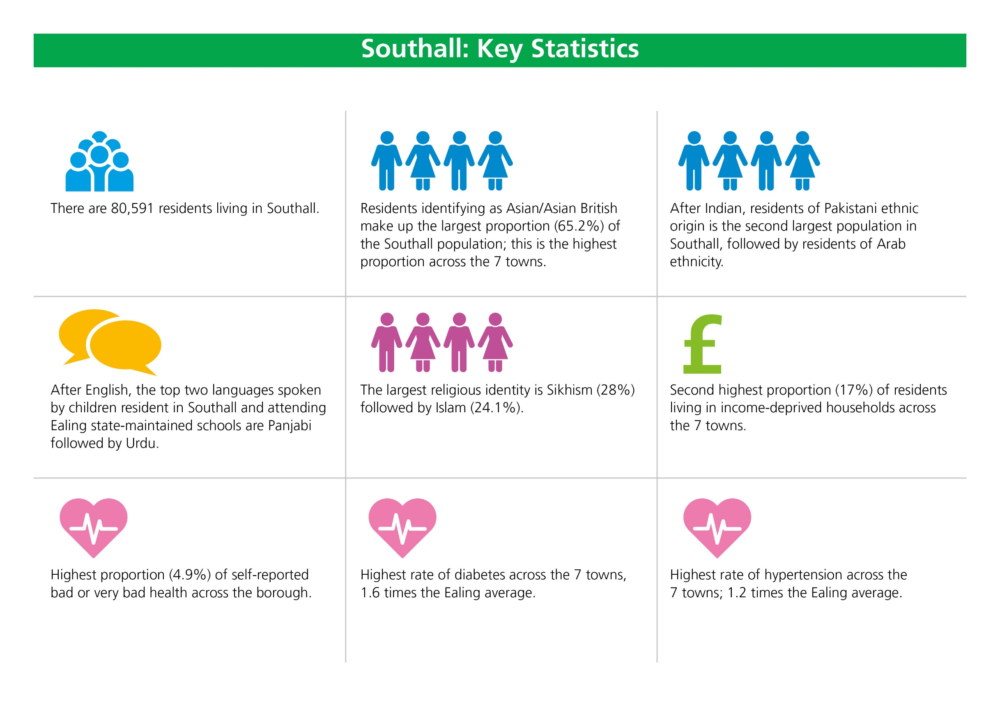 Southall: Key Statistics
There are 80,591 residents living in Southall.
Residents identifying as Asian/Asian British
make up the largest proportion (65.2%) of
the Southall population; this is the highest
proportion across the 7 towns.
After Indian, residents of Pakistani ethnic
origin is the second largest population in
Southall, followed by residents of Arab
ethnicity.
After English, the top two languages spoken
by children resident in Southall and attending
Ealing state-maintained schools are Panjabi
followed by Urdu.
The largest religious identity is Sikhism (28%)
followed by Islam (24.1%).
£
Second highest proportion (17%) of residents
living in income-deprived households across
the 7 towns.
Highest proportion (4.9%) of self-reported
bad or very bad health across the borough.
Highest rate of diabetes across the 7 towns,
1.6 times the Ealing average.
Highest rate of hypertension across the
7 towns; 1.2 times the Ealing average.